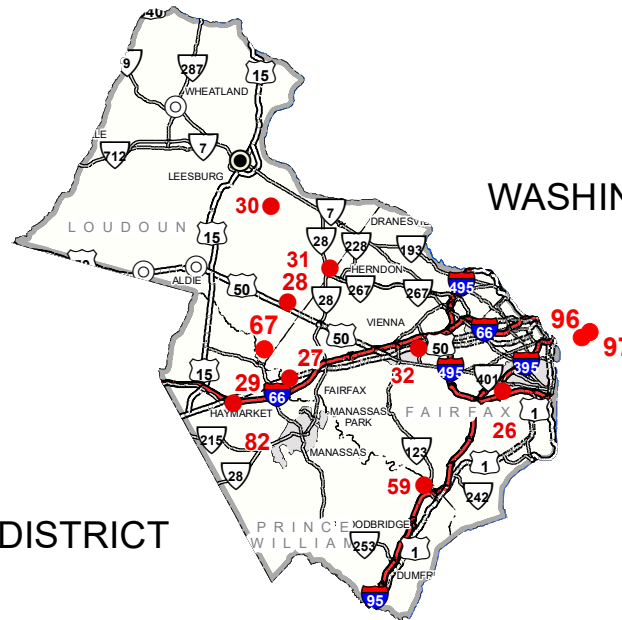 40
9
287
15
WHEATLAND
LE
712
7
LEESBURG
WASHIN
30
7
LOUDOUN
15
28
228
DRANESVI
193
31
HERNDON
495
ALDIE
50
28
267
267
28
VIENNA
96
67
50
50
66
97
27
32
495
395
15
29
66
401
FAIRFAX
HAYMARKET
MANASSAS
PARK
FAIRFAX
1
26
215
82
MANASSAS
123
1
28
59
242
DISTRICT
PRINCE
WILLIAM
OODBRIDGE
253
1
DUMFR
95